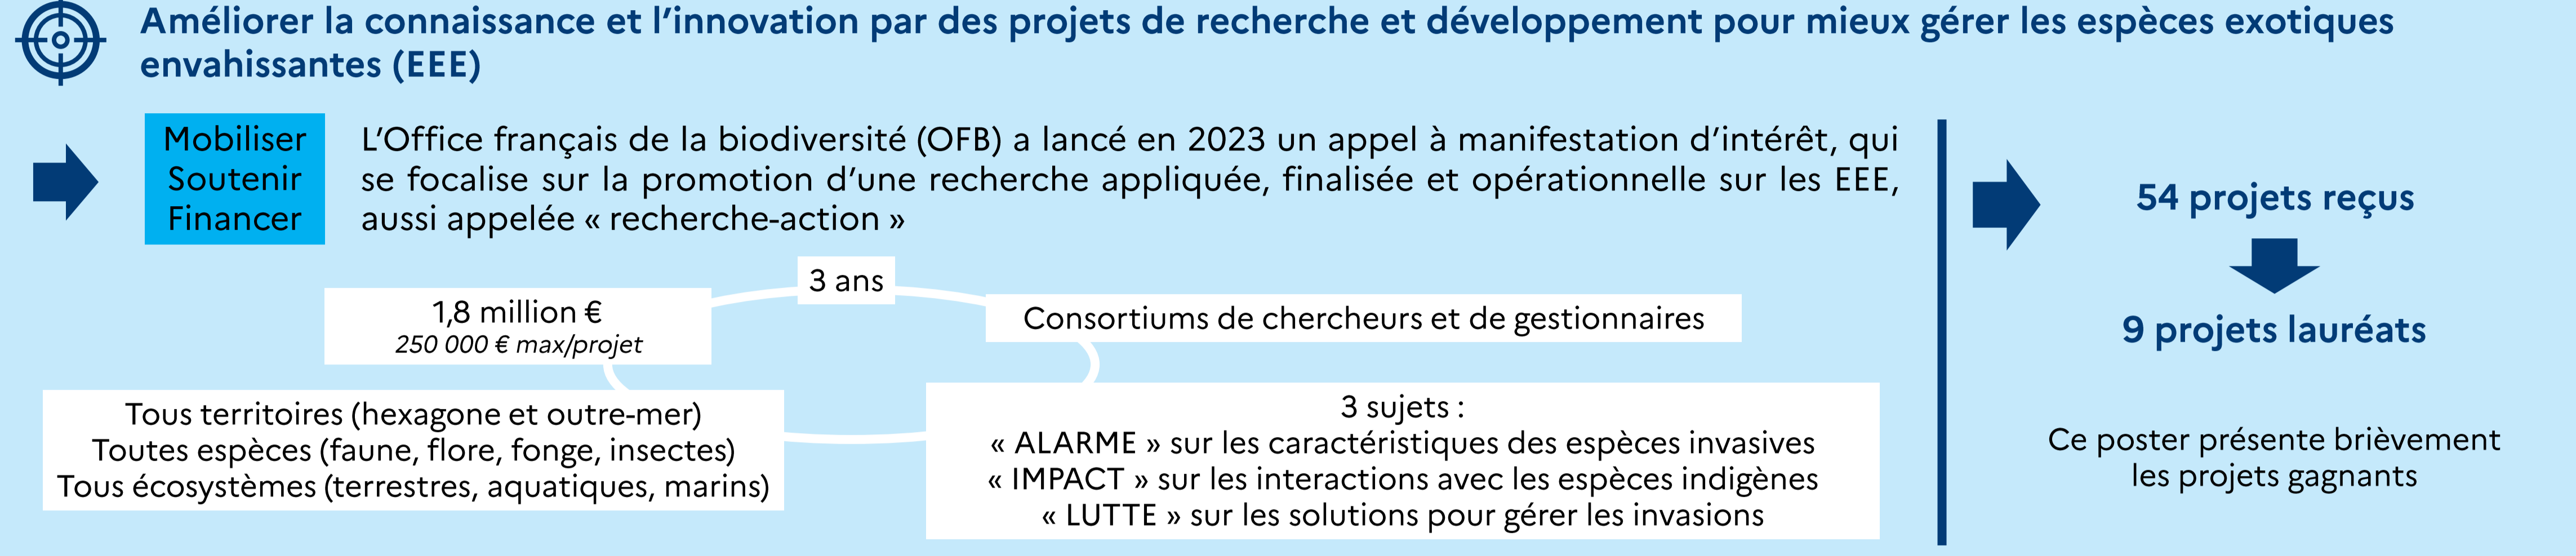 Améliorer la connaissance et l’innovation par des projets de recherche et développement pour mieux gérer les espèces exotiques
envahissantes (EEE)
Mobiliser
Soutenir
Financer
L’Office français de la biodiversité (OFB) a lancé en 2023 un appel à manifestation d’intérêt, qui
se focalise sur la promotion d’une recherche appliquée, finalisée et opérationnelle sur les EEE,
aussi appelée « recherche-action »
3 ans
1,8 million €
250 000 € max/projet
Consortiums de chercheurs et de gestionnaires
Tous territoires (hexagone et outre-mer)
Toutes espèces (faune, flore, fonge, insectes)
Tous écosystèmes (terrestres, aquatiques, marins)
3 sujets :
« ALARME » sur les caractéristiques des espèces invasives
« IMPACT » sur les interactions avec les espèces indigènes
« LUTTE » sur les solutions pour gérer les invasions
54 projets reçus
9 projets lauréats
Ce poster présente brièvement
les projets gagnants